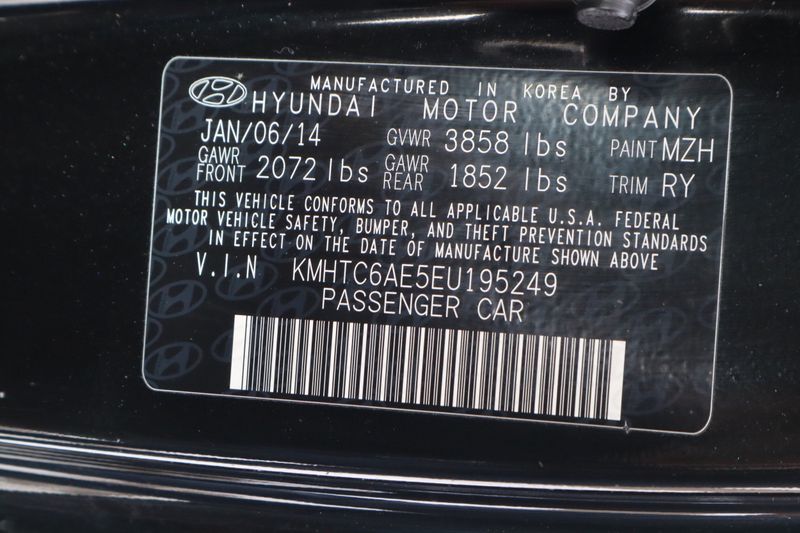 MANUFACTURED IN KOREA BY
HYUNDAI MOTOR COMPANY
JAN/06/14 GVWR 3858 lbs PAINT MZH
GAWR FRONT 2072 lbs GAWR REAR 1852 lbs TRIM RY
THIS VEHICLE CONFORMS TO ALL APPLICABLE U.S.A. FEDERAL
MOTOR VEHICLE SAFETY, BUMPER, AND THEFT PREVENTION STANDARDS
IN EFFECT ON THE DATE OF MANUFACTURE SHOWN ABOVE
V.I.N KMHTC6AE5EU195249
PASSENGER CAR